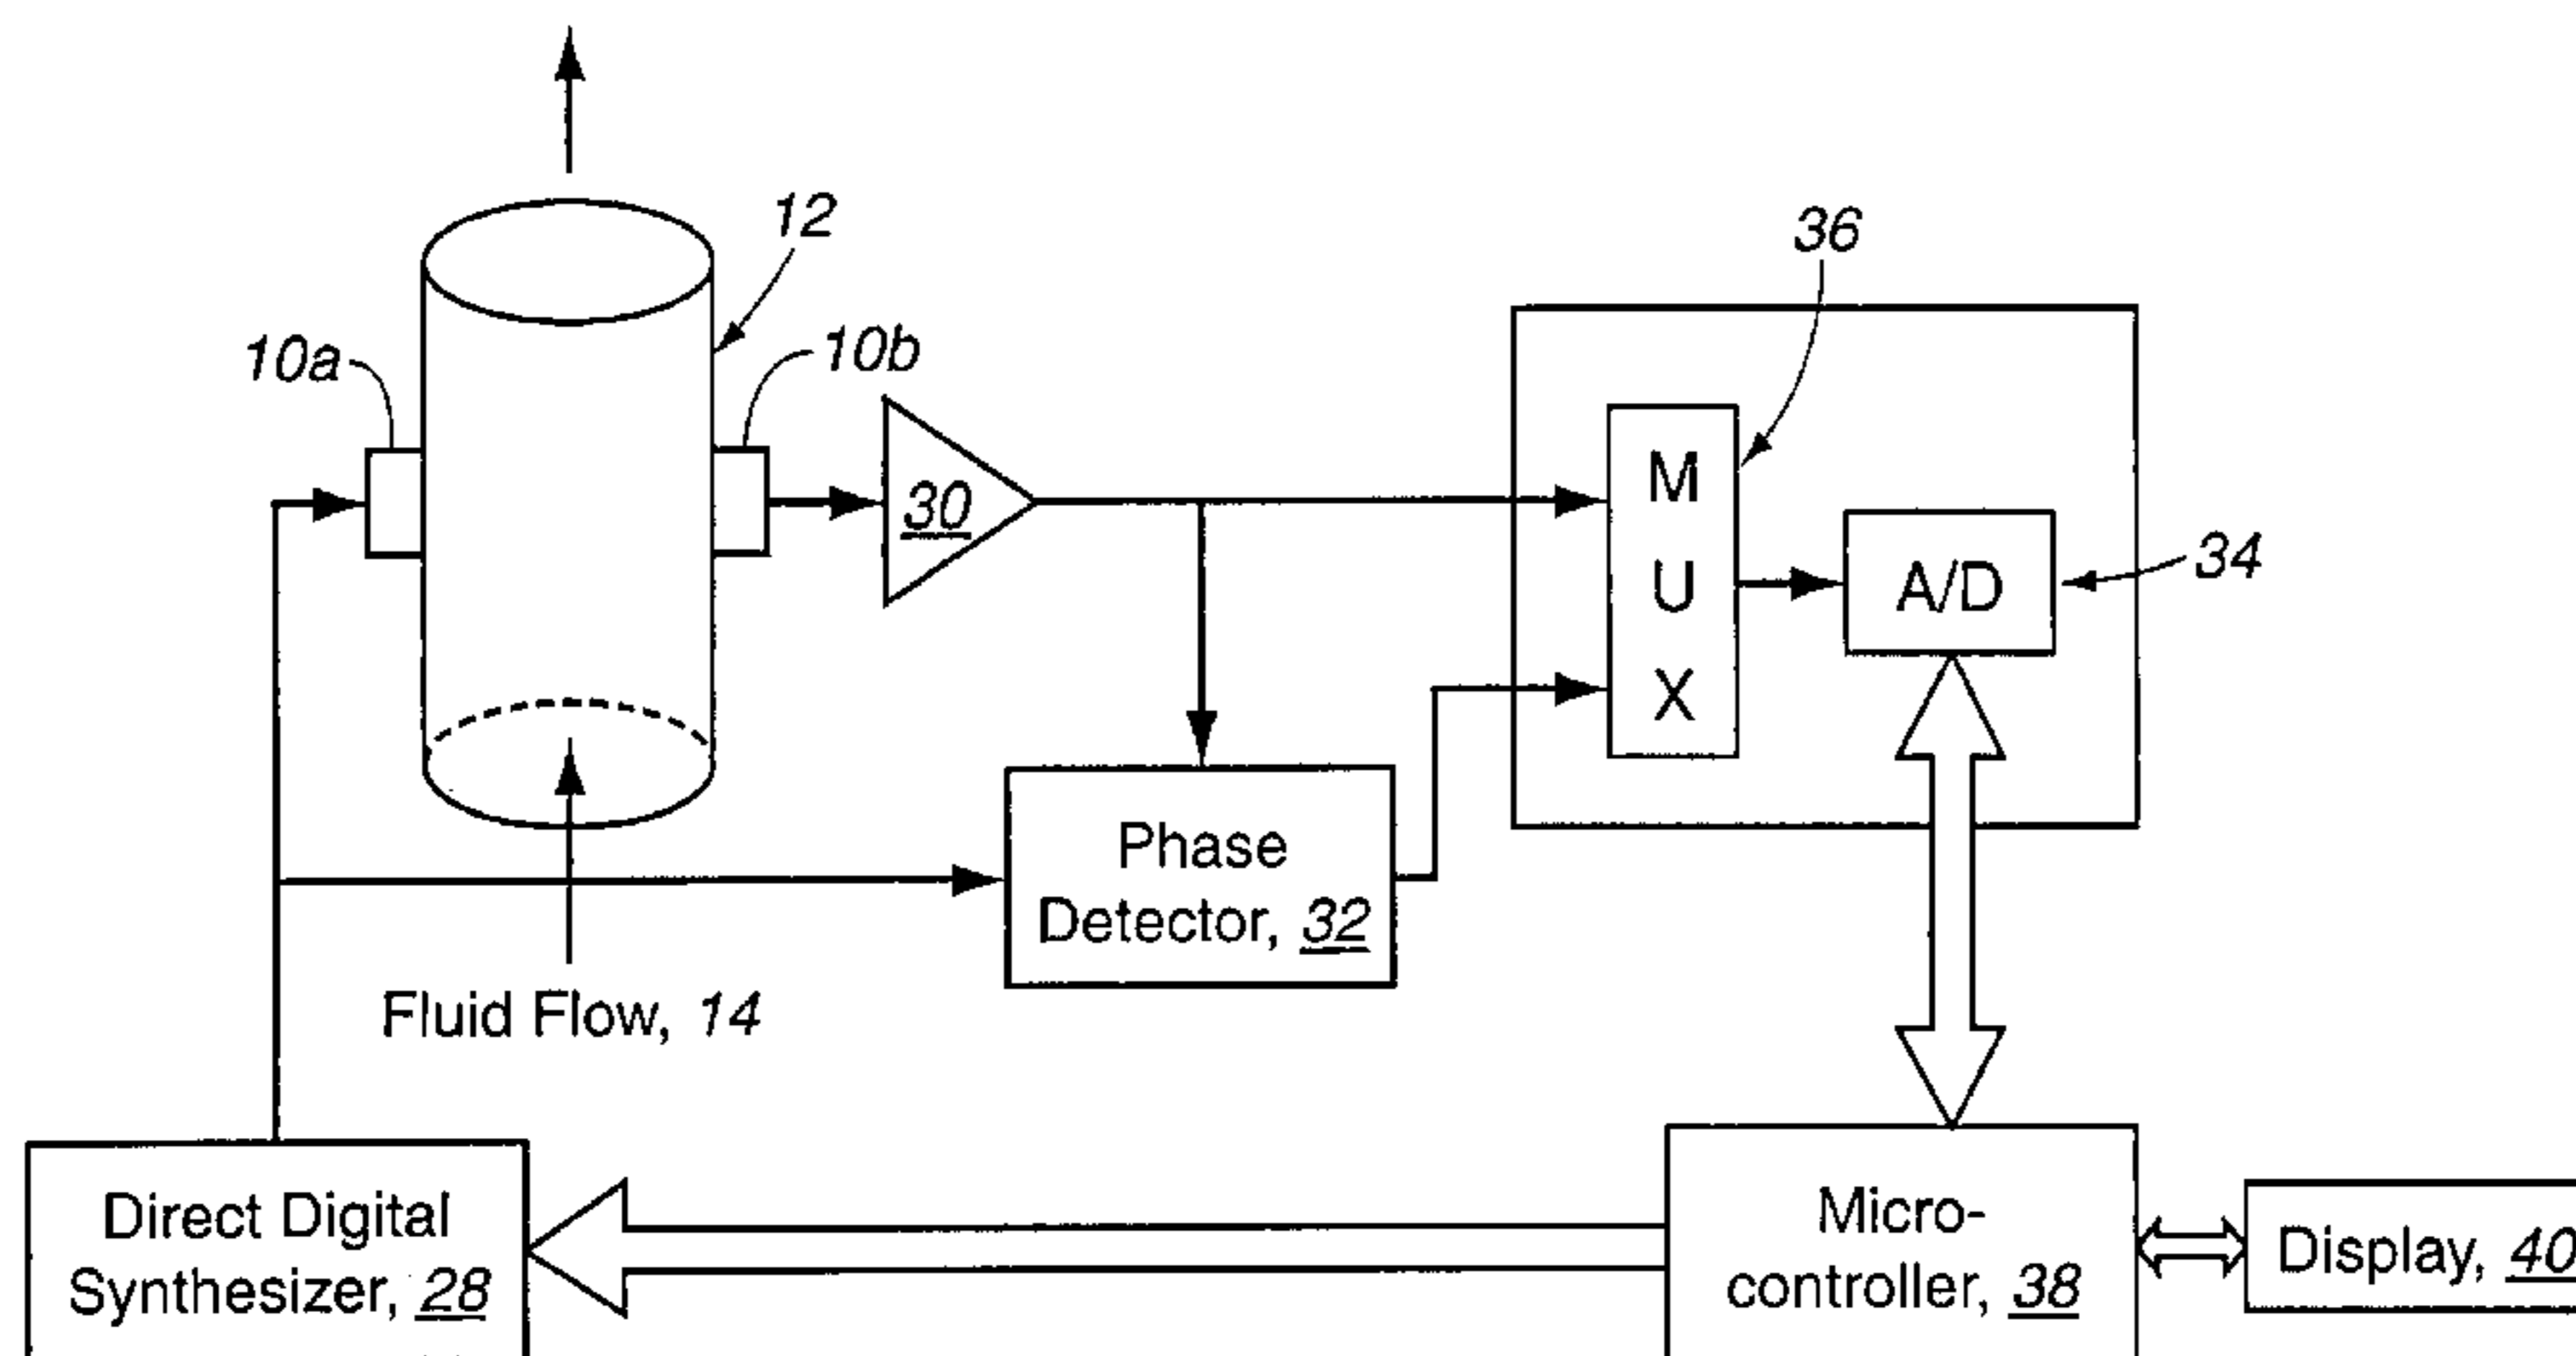 12
36
10a
10b
30
M
U
X
A/D
34
Phase
Detector, 32
Fluid Flow, 14
Direct Digital
Synthesizer, 28
Micro-
controller, 38
Display, 40